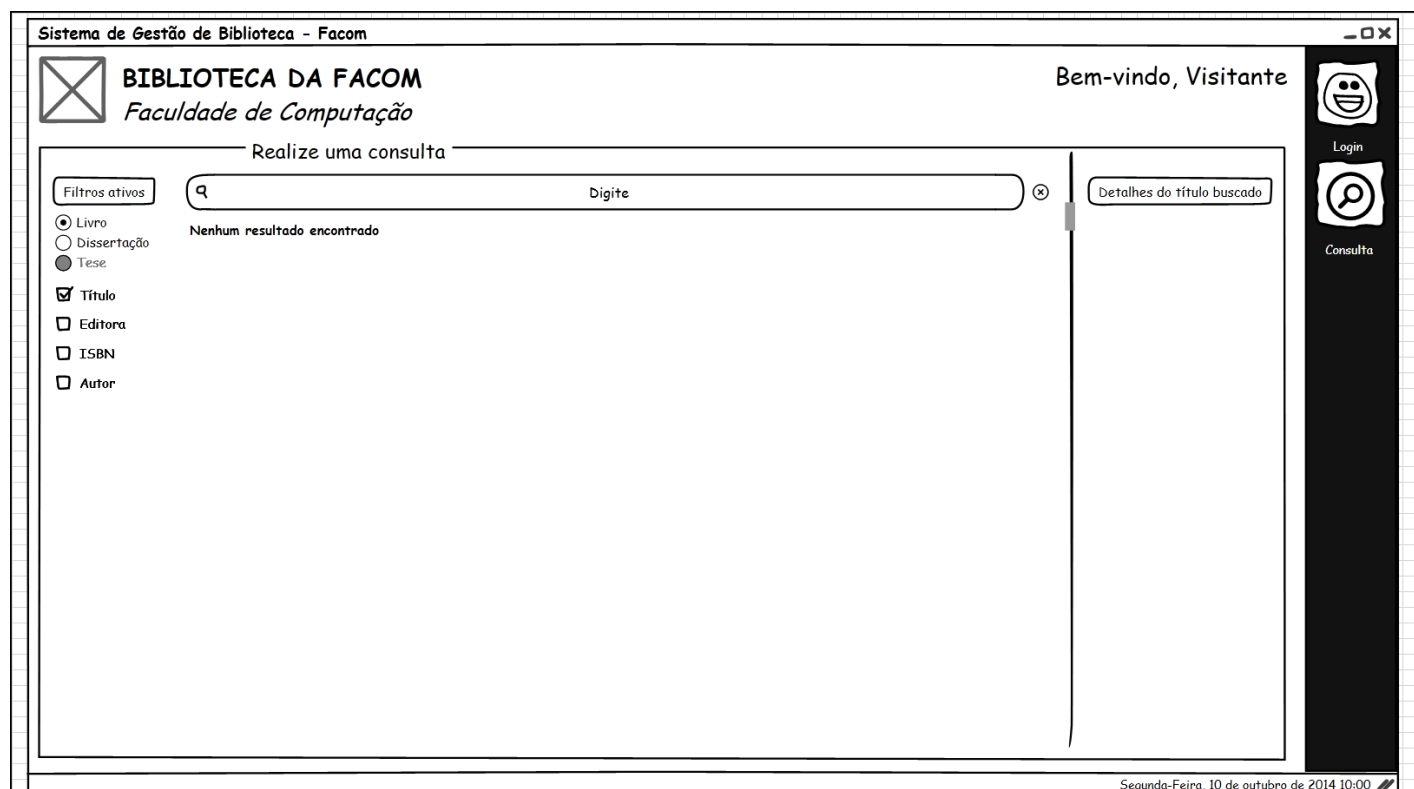 Sistema de Gestão de Biblioteca - Facom
BIBLIOTECA DA FACOM
Faculdade de Computação
Bem-vindo, Visitante
Login
Consulta
Realize uma consulta
Filtros ativos
Livro
Dissertação
Tese
Título
Editora
ISBN
Autor
Digite
Nenhum resultado encontrado
Detalhes do título buscado
Segunda-Feira, 10 de outubro de 2014 10:00